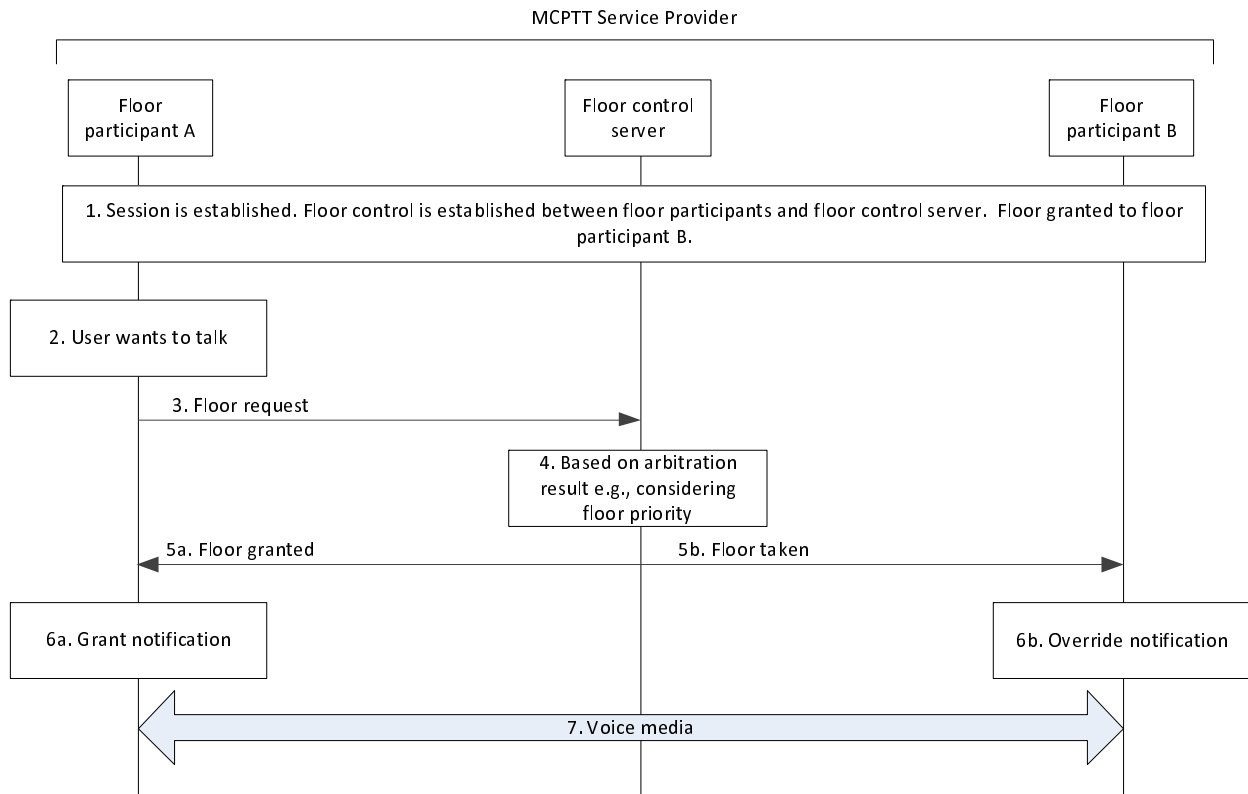 MCPTT Service Provider
Floor
participant A
Floor control
server
Floor
participant B
1. Session is established. Floor control is established between floor participants and floor control server.  Floor granted to floor
participant B.
2. User wants to talk
3. Floor request
4. Based on arbitration
result e.g., considering
floor priority
5a. Floor granted
5b. Floor taken
6a. Grant notification
6b. Override notification
7. Voice media